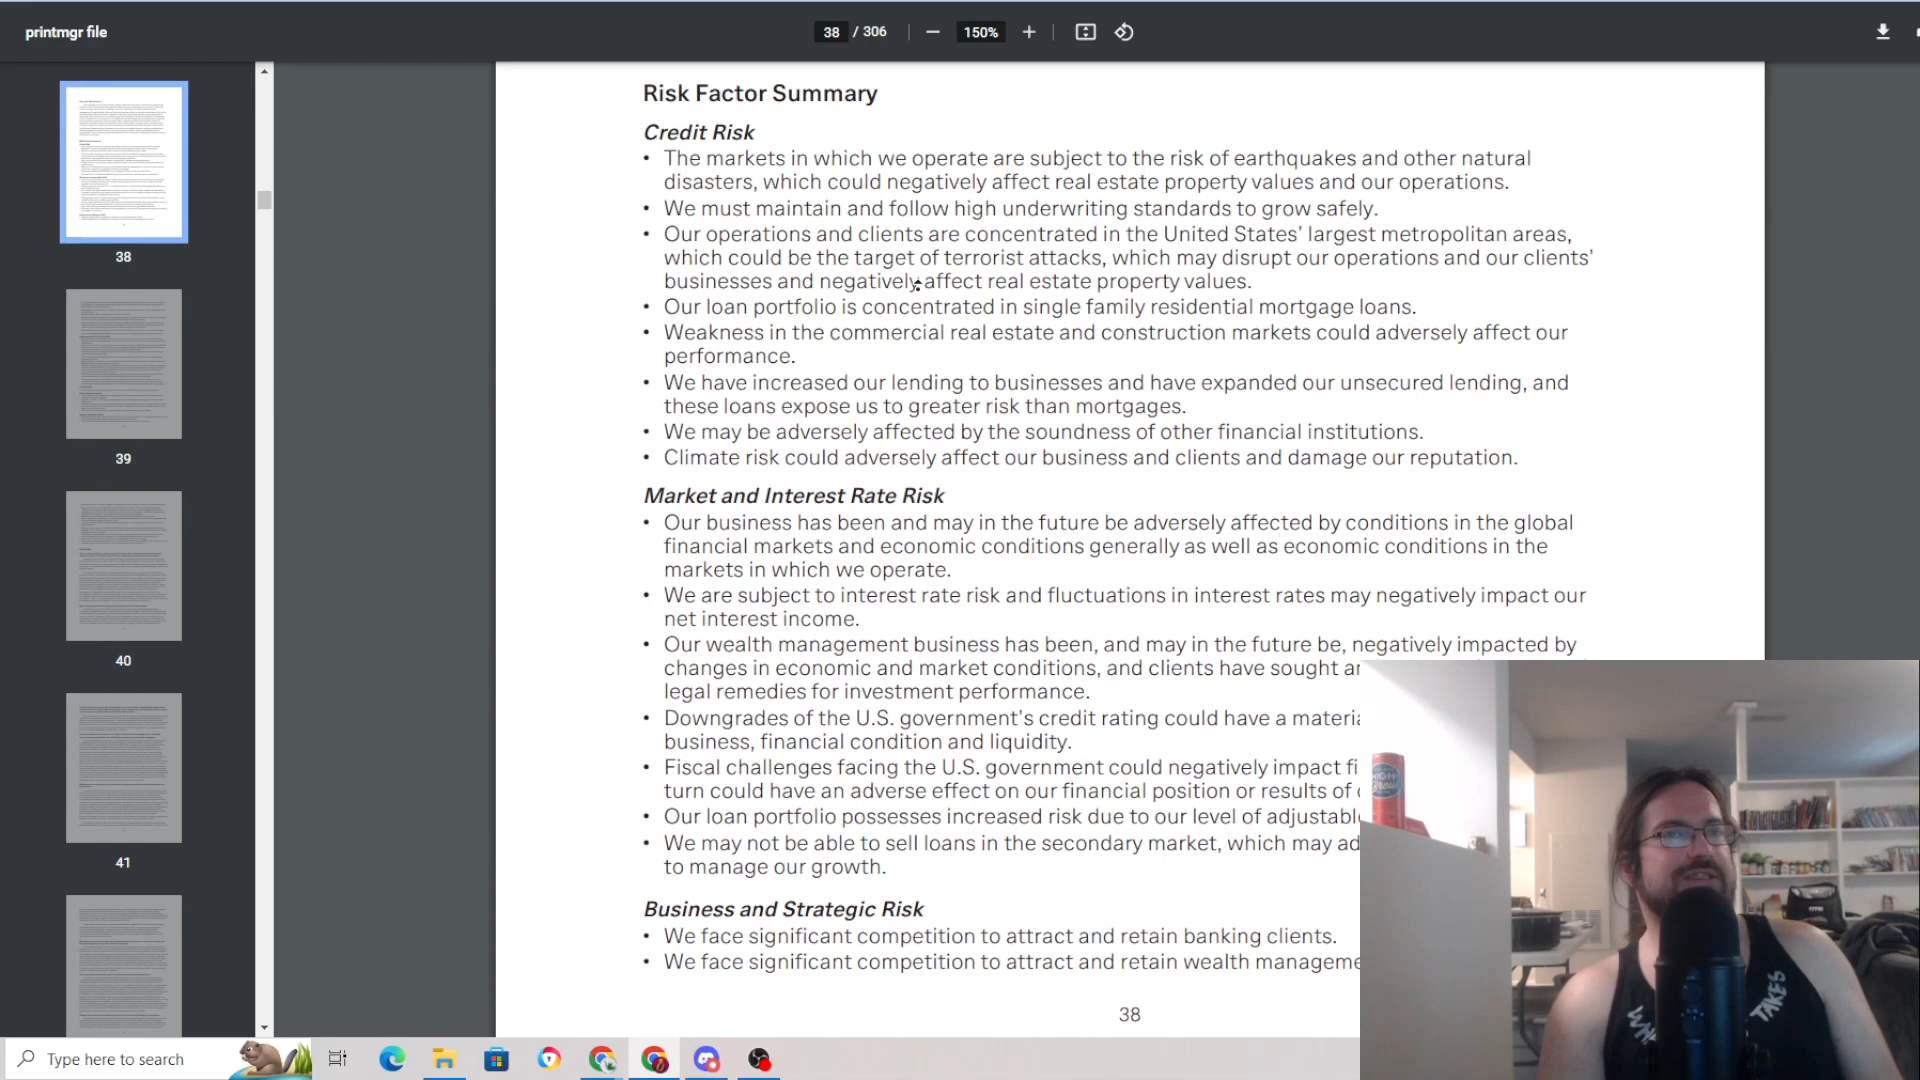 printmgr file
38 / 306
150%
Risk Factor Summary
Credit Risk
• The markets in which we operate are subject to the risk of earthquakes and other natural
disasters, which could negatively affect real estate property values and our operations.
• We must maintain and follow high underwriting standards to grow safely.
• Our operations and clients are concentrated in the United States' largest metropolitan areas,
which could be the target of terrorist attacks, which may disrupt our operations and our clients'
businesses and negatively affect real estate property values.
• Our loan portfolio is concentrated in single family residential mortgage loans.
• Weakness in the commercial real estate and construction markets could adversely affect our
performance.
• We have increased our lending to businesses and have expanded our unsecured lending, and
these loans expose us to greater risk than mortgages.
• We may be adversely affected by the soundness of other financial institutions.
• Climate risk could adversely affect our business and clients and damage our reputation.
Market and Interest Rate Risk
• Our business has been and may in the future be adversely affected by conditions in the global
financial markets and economic conditions generally as well as economic conditions in the
markets in which we operate.
• We are subject to interest rate risk and fluctuations in interest rates may negatively impact our
net interest income.
• Our wealth management business has been, and may in the future be, negatively impacted by
changes in economic and market conditions, and clients have sought
legal remedies for investment performance.
• Downgrades of the U.S. government's credit rating could have a
business, financial condition and liquidity.
• Fiscal challenges facing the U.S. government could negatively impact
turn could have an adverse effect on our financial position or results of
• Our loan portfolio possesses increased risk due to our level of
• We may not be able to sell loans in the secondary market, which may
to manage our growth.
Business and Strategic Risk
• We face significant competition to attract and retain banking clients.
• We face significant competition to attract and retain wealth
38
38
39
40
41
Type here to search
HIGH
Brew
TAKES